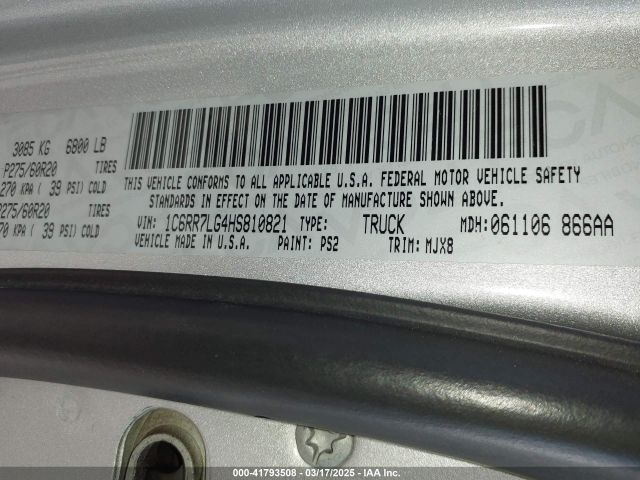 3085 KG 6800 LB
P275/60R20 TIRES
270 KPA ( 39 PSI) COLD
275/60R20 TIRES
70 KPA ( 39 PSI) COLD
THIS VEHICLE CONFORMS TO ALL APPLICABLE U.S.A. FEDERAL MOTOR VEHICLE SAFETY
STANDARDS IN EFFECT ON THE DATE OF MANUFACTURE SHOWN ABOVE.
VIN: 1C6RR7LG4HS810821 TYPE: TRUCK MDH: 061106 866AA
VEHICLE MADE IN U.S.A. PAINT: PS2 TRIM: MJX8
000-41793508 — 03/17/2025 — IAA Inc.